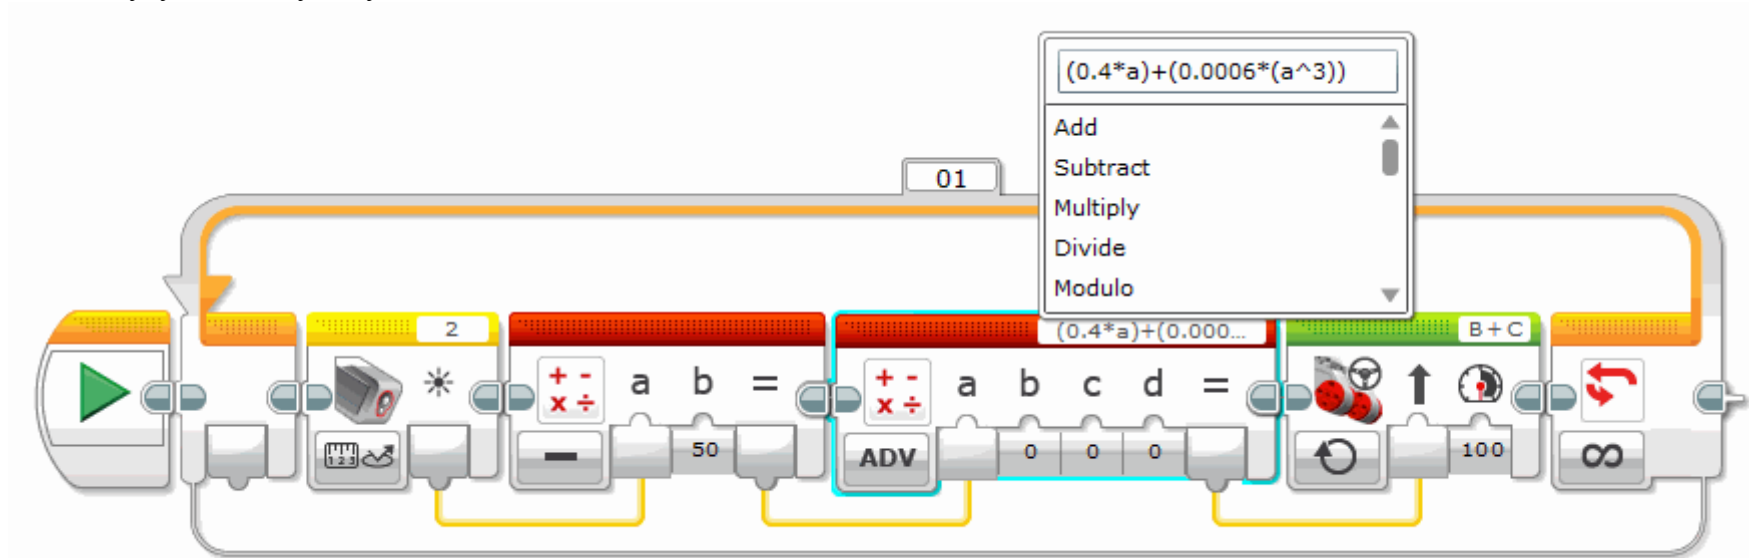 (0.4*a)+(0.0006*(a^3))
Add
Subtract
Multiply
Divide
Modulo
01
2
(0.4*a)+(0.000...
B+C
+ - × ÷
a b =
+ - × ÷
a b c d =
123
50
ADV
0 0 0
100
∞